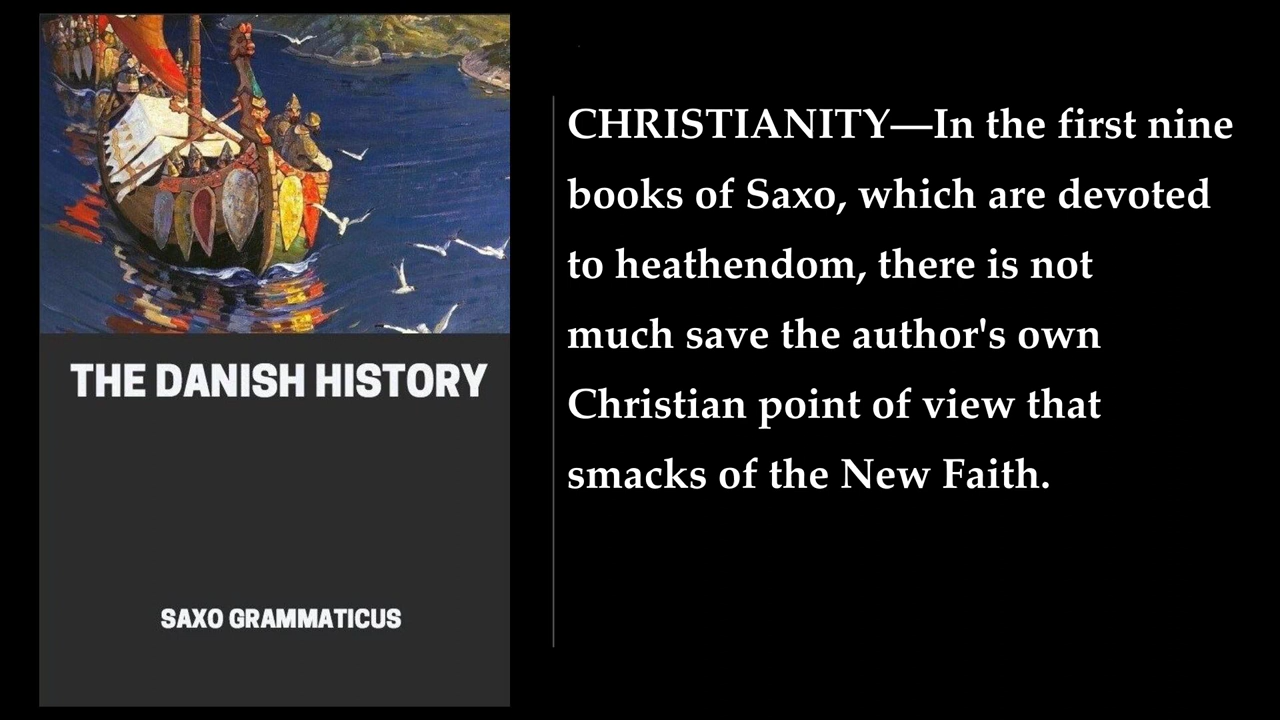 THE DANISH HISTORY
SAXO GRAMMATICUS
CHRISTIANITY—In the first nine
books of Saxo, which are devoted
to heathendom, there is not
much save the author's own
Christian point of view that
smacks of the New Faith.